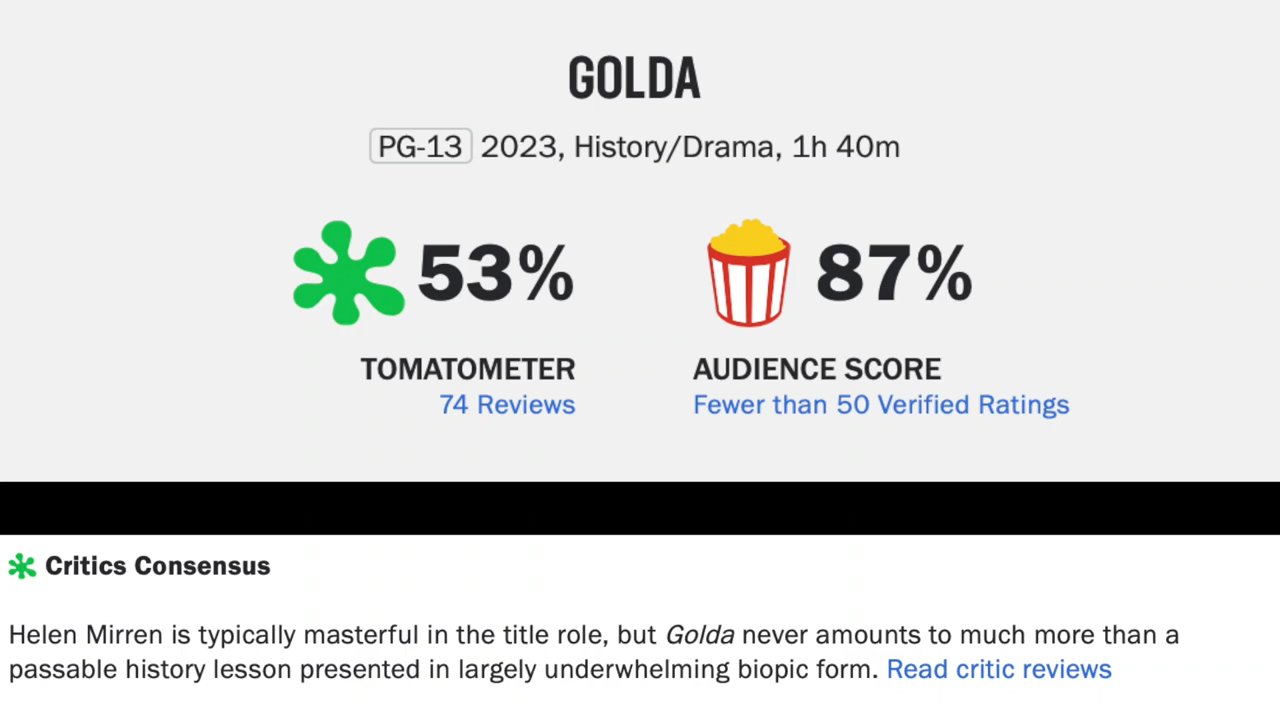 GOLDA
PG-13 2023, History/Drama, 1h 40m
53% 87%
TOMATOMETER AUDIENCE SCORE
74 Reviews Fewer than 50 Verified Ratings
Critics Consensus
Helen Mirren is typically masterful in the title role, but Golda never amounts to much more than a
passable history lesson presented in largely underwhelming biopic form. Read critic reviews